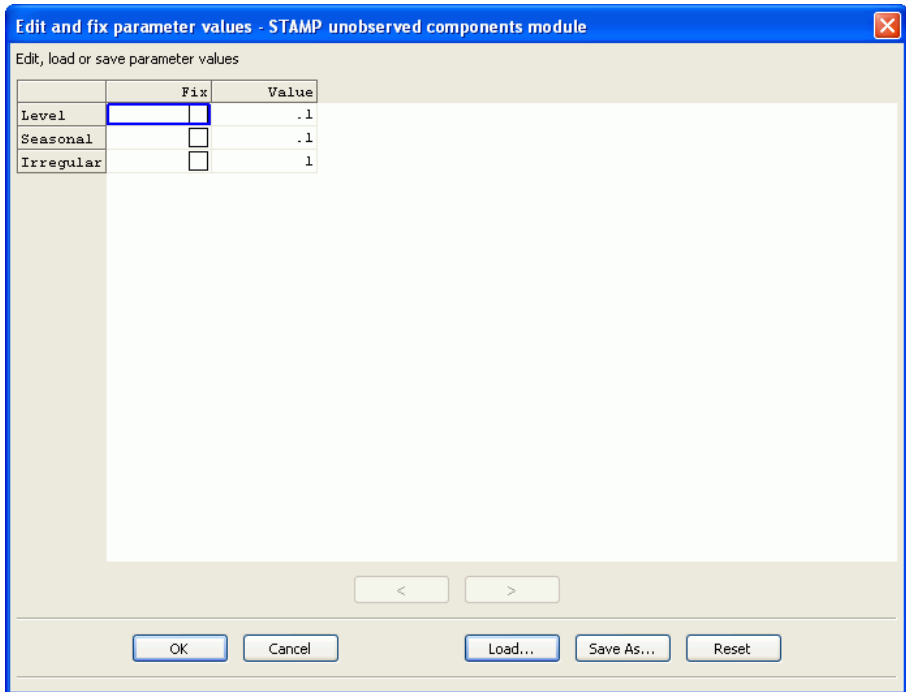 Edit and fix parameter values - STAMP unobserved components module
Edit, load or save parameter values
Fix Value
Level .1
Seasonal .1
Irregular 1
< >
OK Cancel Load... Save As... Reset